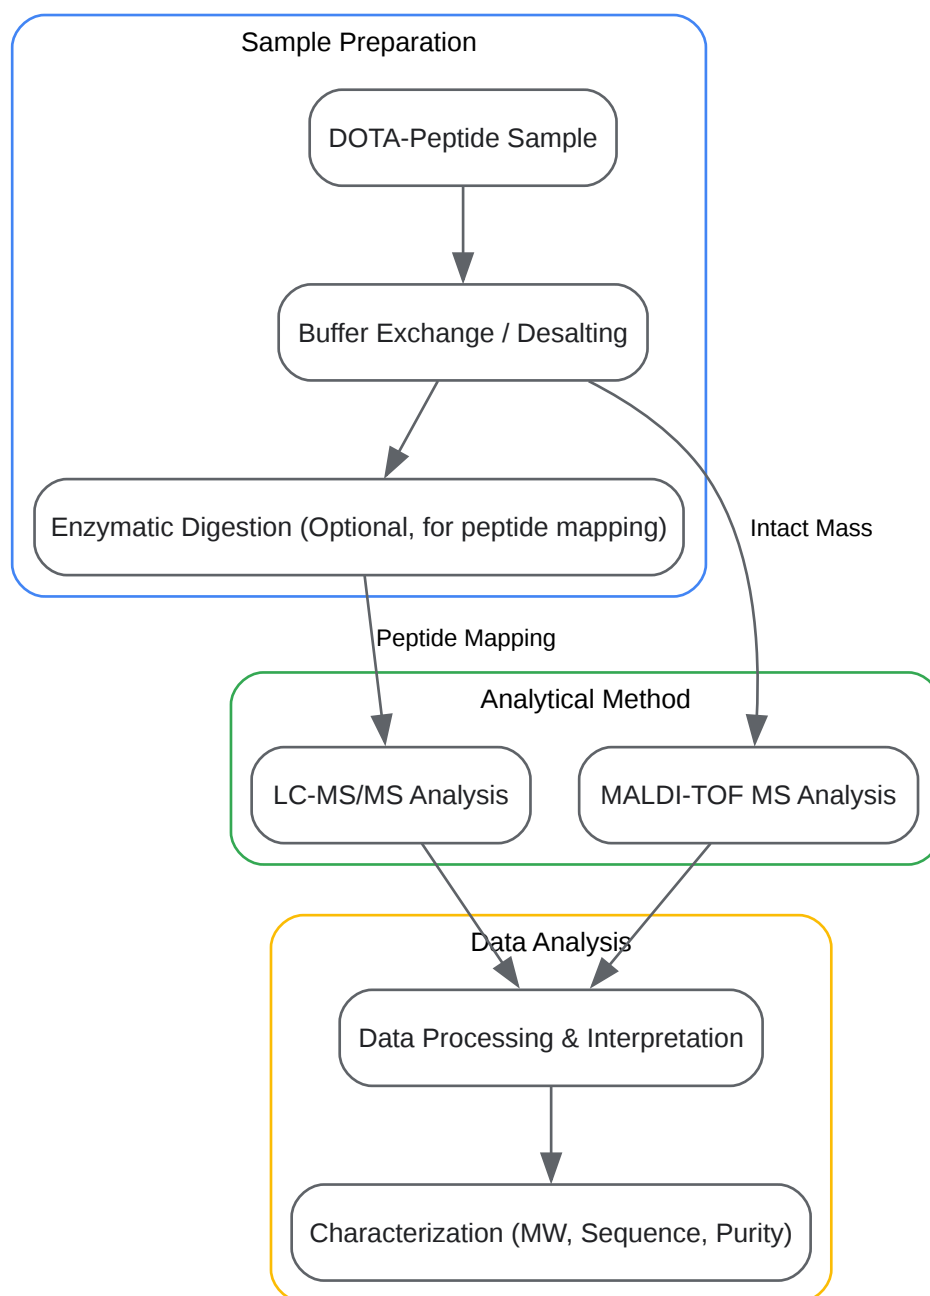 Sample Preparation
DOTA-Peptide Sample
Buffer Exchange / Desalting
Enzymatic Digestion (Optional, for peptide mapping)
Intact Mass
Peptide Mapping
Analytical Method
LC-MS/MS Analysis
MALDI-TOF MS Analysis
Data Analysis
Data Processing & Interpretation
Characterization (MW, Sequence, Purity)